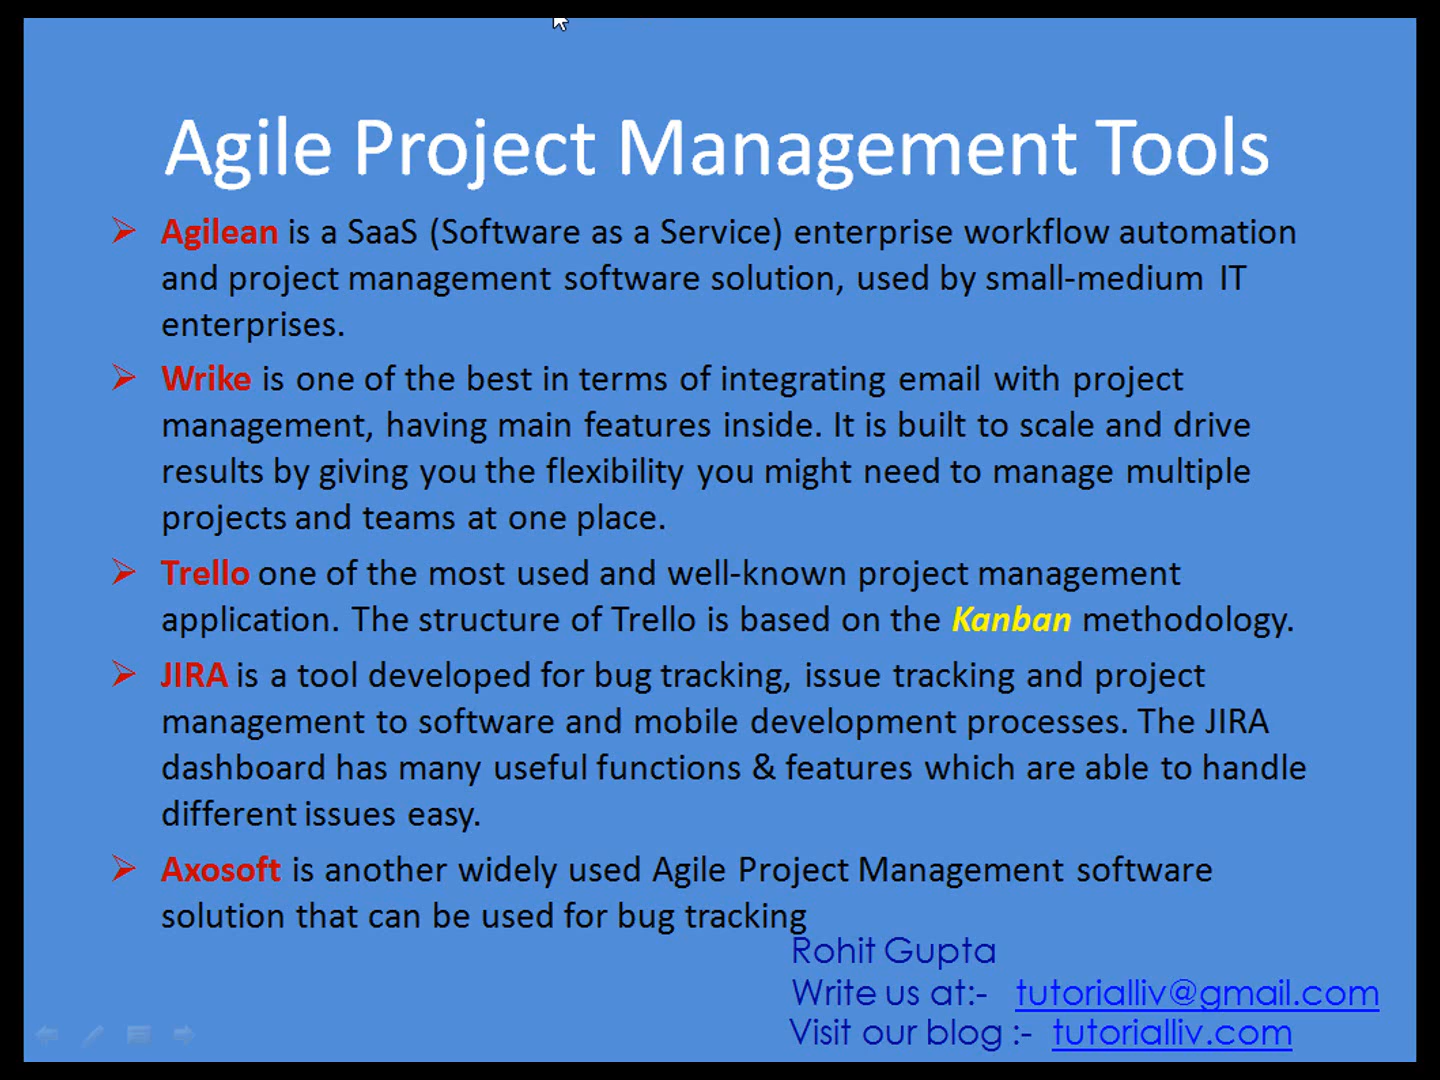 Agile Project Management Tools
Agilean is a SaaS (Software as a Service) enterprise workflow automation
and project management software solution, used by small-medium IT
enterprises.
Wrike is one of the best in terms of integrating email with project
management, having main features inside. It is built to scale and drive
results by giving you the flexibility you might need to manage multiple
projects and teams at one place.
Trello one of the most used and well-known project management
application. The structure of Trello is based on the Kanban methodology.
JIRA is a tool developed for bug tracking, issue tracking and project
management to software and mobile development processes. The JIRA
dashboard has many useful functions & features which are able to handle
different issues easy.
Axosoft is another widely used Agile Project Management software
solution that can be used for bug tracking
Rohit Gupta
Write us at:- tutorialliv@gmail.com
Visit our blog :- tutorialliv.com